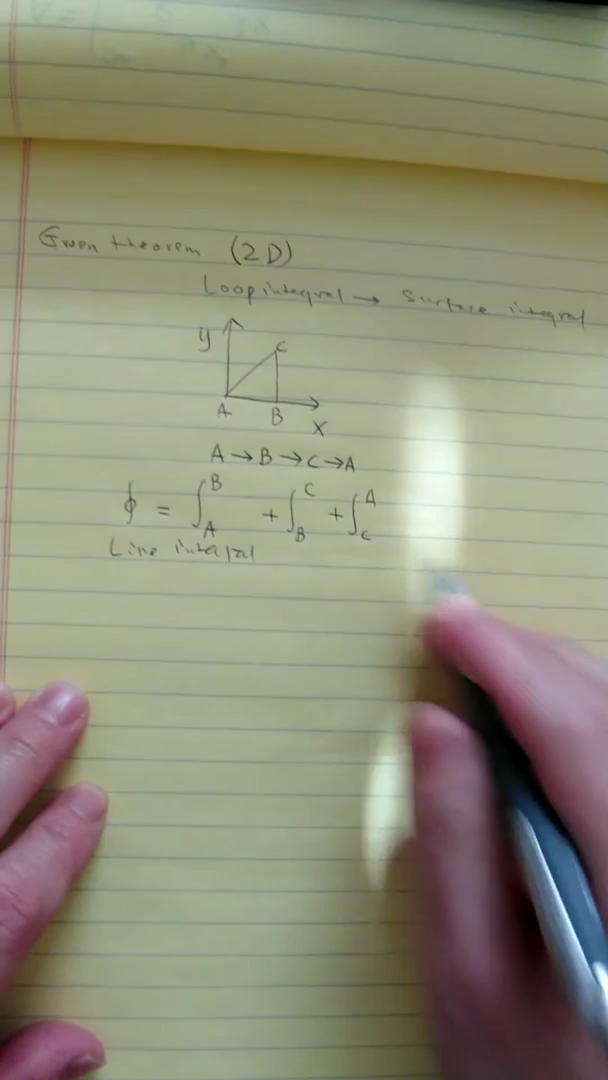 Green theorem (2D)
Loop integral → Surface integral
y
C
A
B
x
A → B → C → A
∮ = ∫_A^B + ∫_B^C + ∫_C^A
Line integral